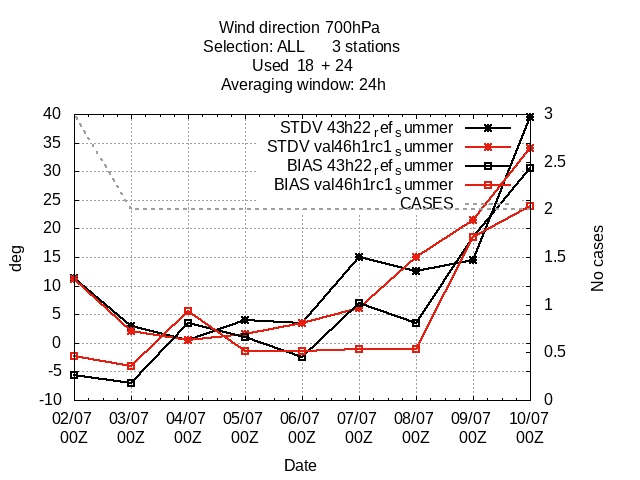 Wind direction 700hPa
Selection: ALL 3 stations
Used 18 + 24
Averaging window: 24h
STDV 43h22_ref_summer
STDV val46h1rc1_summer
BIAS 43h22_ref_summer
BIAS val46h1rc1_summer
CASES
40
35
30
25
20
15
10
5
0
-5
-10
deg
3
2.5
2
1.5
1
0.5
0
No cases
02/07 03/07 04/07 05/07 06/07 07/07 08/07 09/07 10/07
00Z 00Z 00Z 00Z 00Z 00Z 00Z 00Z 00Z
Date